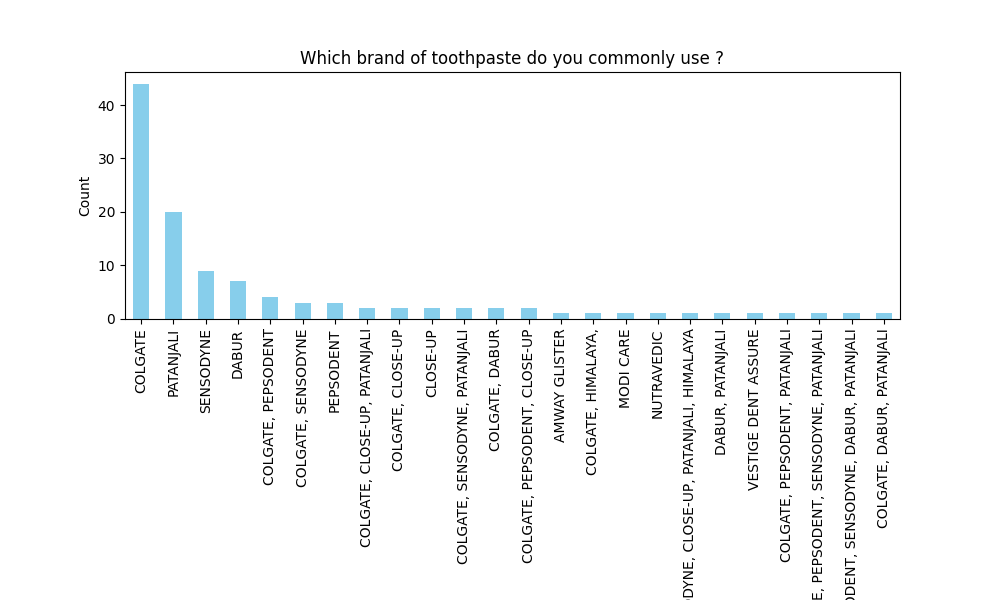 Which brand of toothpaste do you commonly use ?
Count
40
30
20
10
0
COLGATE
PATANJALI
SENSODYNE
DABUR
COLGATE, PEPSODENT
COLGATE, SENSODYNE
PEPSODENT
COLGATE, CLOSE-UP, PATANJALI
COLGATE, CLOSE-UP
CLOSE-UP
COLGATE, SENSODYNE, PATANJALI
COLGATE, DABUR
COLGATE, PEPSODENT, CLOSE-UP
AMWAY GLISTER
COLGATE, HIMALAYA,
MODI CARE
NUTRAVEDIC
ODYNE, CLOSE-UP, PATANJALI, HIMALAYA
DABUR, PATANJALI
VESTIGE DENT ASSURE
COLGATE, PEPSODENT, PATANJALI
E, PEPSODENT, SENSODYNE, PATANJALI
ODENT, SENSODYNE, DABUR, PATANJALI
COLGATE, DABUR, PATANJALI